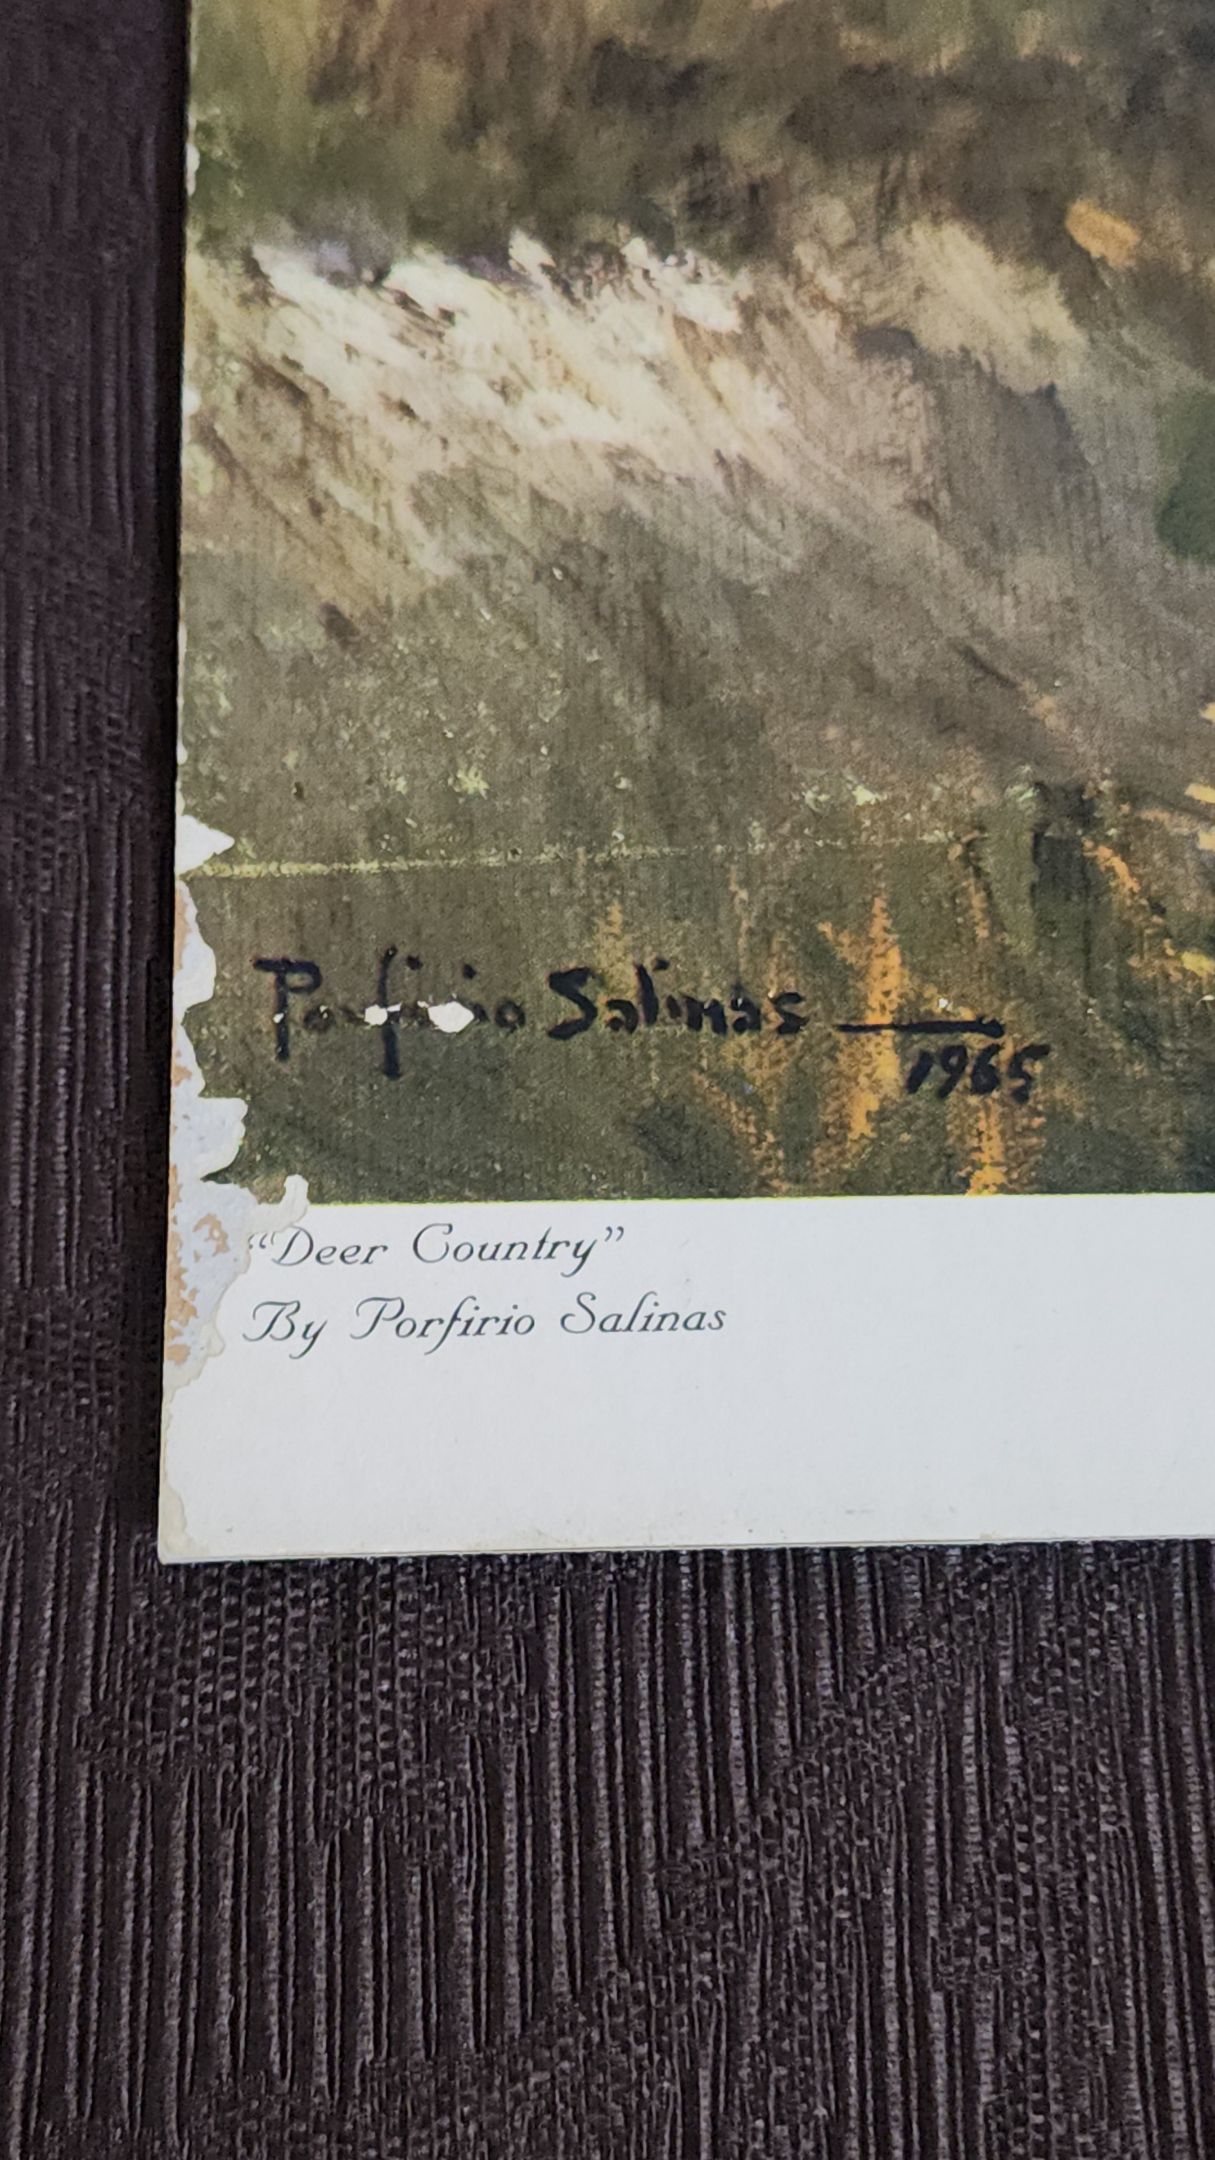 Porfirio Salinas
1965
"Deer Country"
By Porfirio Salinas